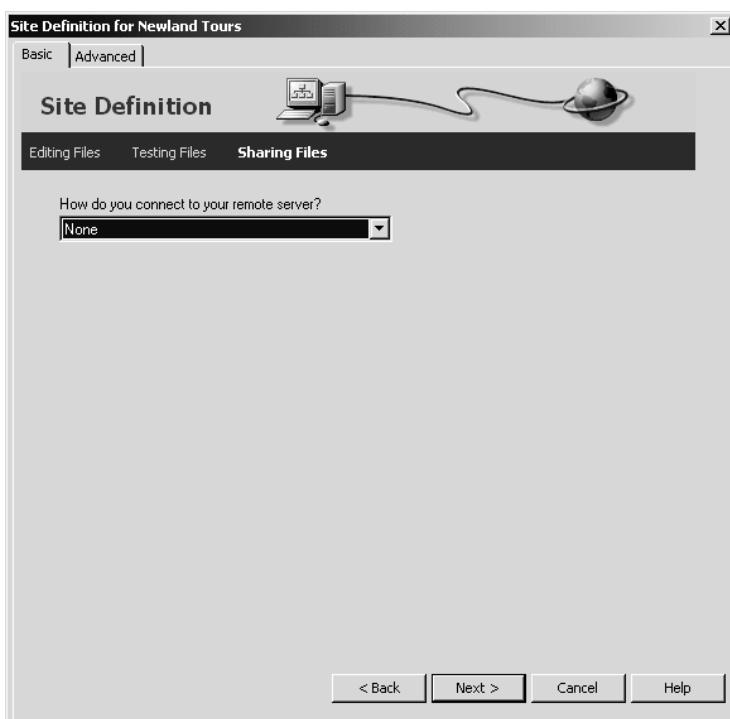 Site Definition for Newland Tours
Basic Advanced
Site Definition
Editing Files Testing Files Sharing Files
How do you connect to your remote server?
None
< Back Next > Cancel Help